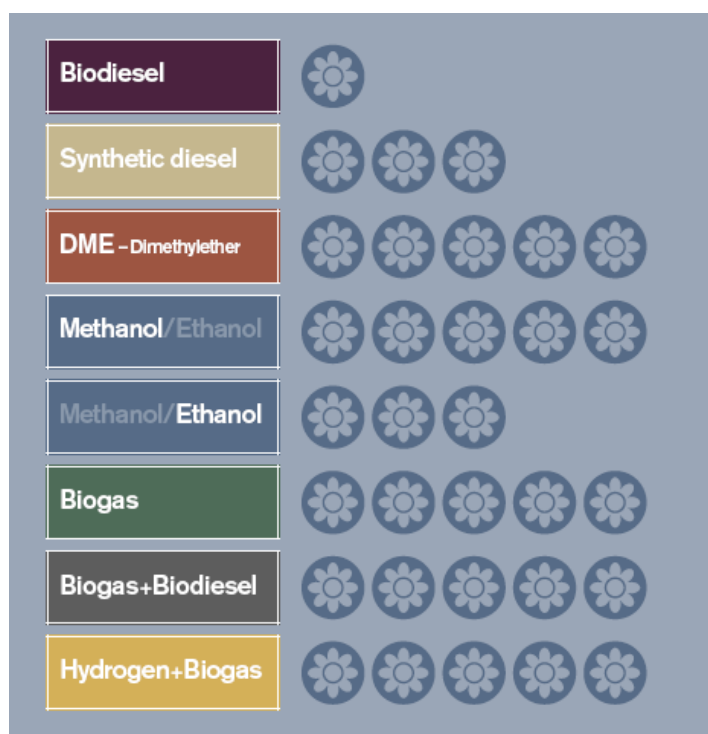 Biodiesel
Synthetic diesel
DME – Dimethylether
Methanol/Ethanol
Methanol/Ethanol
Biogas
Biogas+Biodiesel
Hydrogen+Biogas